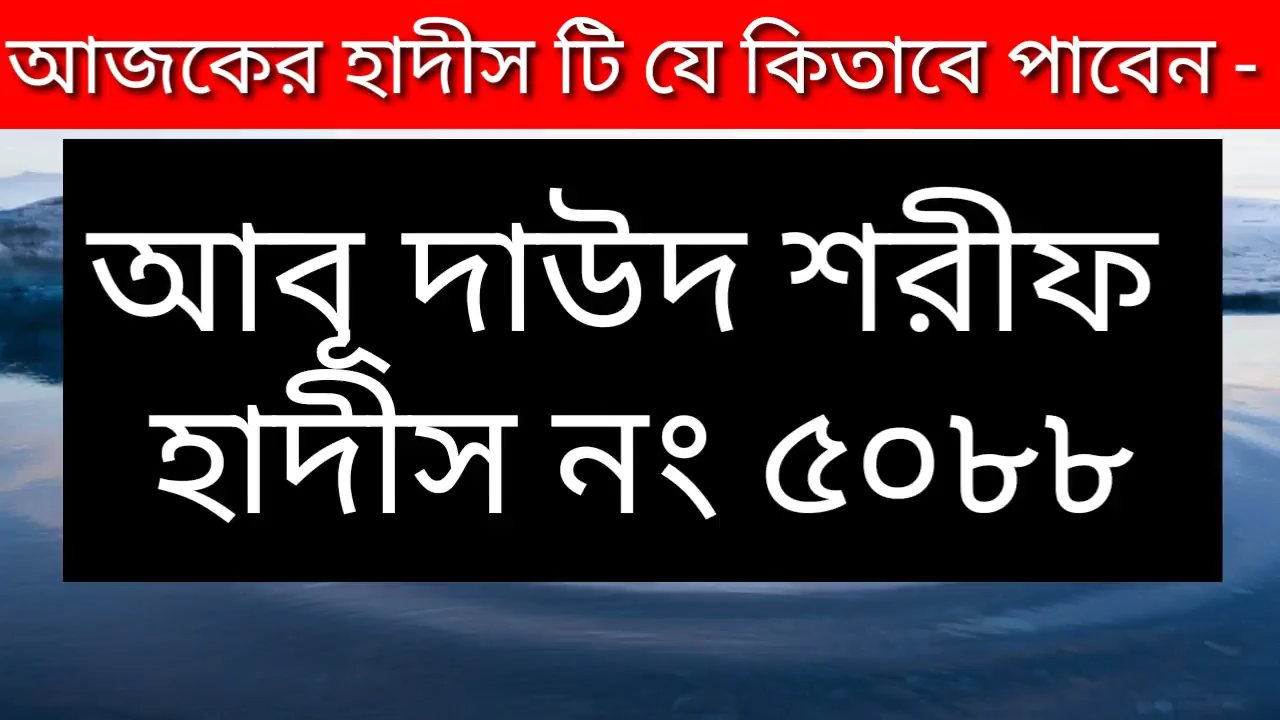 আজকের হাদীস টি যে কিতাবে পাবেন -
আবূ দাউদ শরীফ
হাদীস নং ৫০৮৮